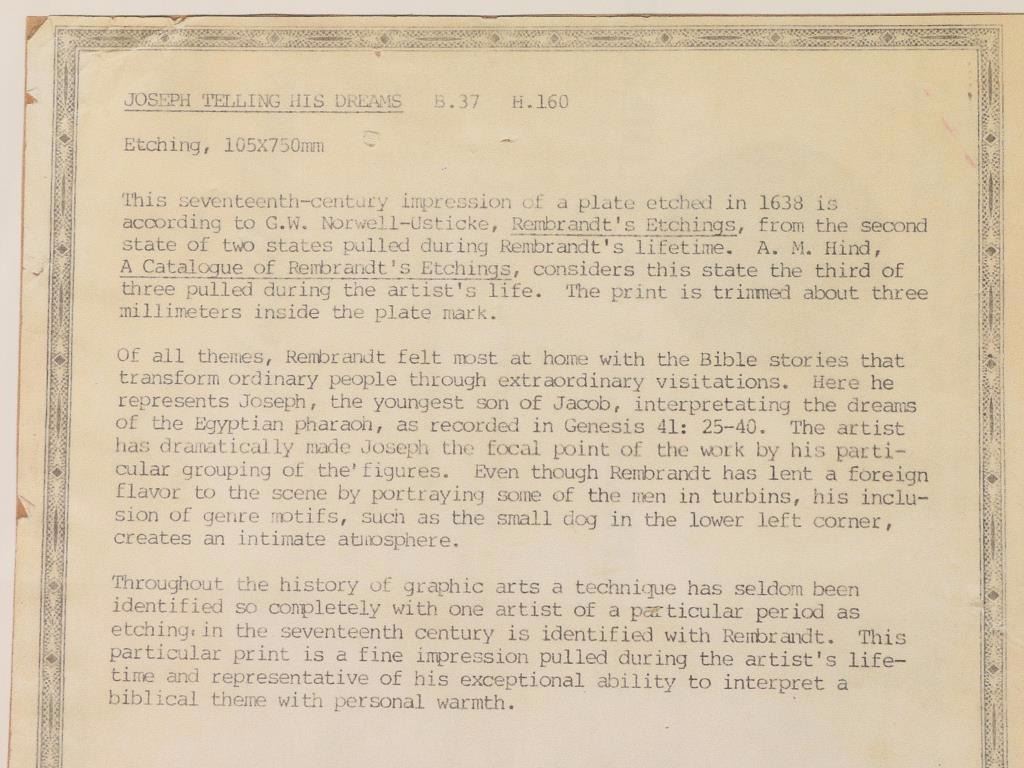 JOSEPH TELLING HIS DREAMS B.37 H.160
Etching, 105X750mm
This seventeenth-century impression of a plate etched in 1638 is
according to G.W. Norwell-Usticke, Rembrandt's Etchings, from the second
state of two states pulled during Rembrandt's lifetime. A. M. Hind,
A Catalogue of Rembrandt's Etchings, considers this state the third of
three pulled during the artist's life. The print is trimmed about three
millimeters inside the plate mark.
Of all themes, Rembrandt felt most at home with the Bible stories that
transform ordinary people through extraordinary visitations. Here he
represents Joseph, the youngest son of Jacob, interpretating the dreams
of the Egyptian pharaoh, as recorded in Genesis 41: 25-40. The artist
has dramatically made Joseph the focal point of the work by his parti-
cular grouping of the'figures. Even though Rembrandt has lent a foreign
flavor to the scene by portraying some of the men in turbins, his inclu-
sion of genre motifs, such as the small dog in the lower left corner,
creates an intimate atmosphere.
Throughout the history of graphic arts a technique has seldom been
identified so completely with one artist of a particular period as
etching in the seventeenth century is identified with Rembrandt. This
particular print is a fine impression pulled during the artist's life-
time and representative of his exceptional ability to interpret a
biblical theme with personal warmth.